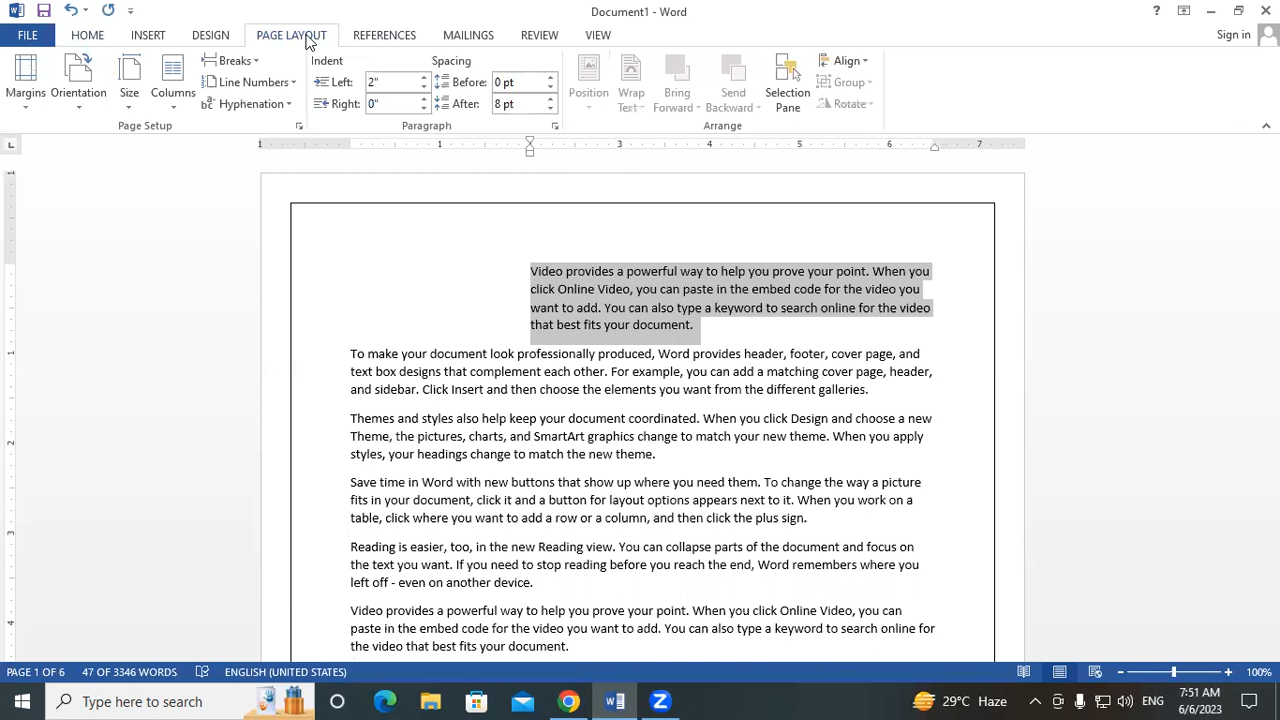 Document1 - Word
?
FILE HOME INSERT DESIGN PAGE LAYOUT REFERENCES MAILINGS REVIEW VIEW Sign in
Margins Orientation Size Columns Breaks Line Numbers Hyphenation
Page Setup
Indent Spacing
Left: 2" Before: 0 pt
Right: 0" After: 8 pt
Paragraph
Position Wrap Text Bring Forward Send Backward Selection Pane Align Group Rotate
Arrange
1 1 3 4 5 6 7
Video provides a powerful way to help you prove your point. When you
click Online Video, you can paste in the embed code for the video you
want to add. You can also type a keyword to search online for the video
that best fits your document.
To make your document look professionally produced, Word provides header, footer, cover page, and
text box designs that complement each other. For example, you can add a matching cover page, header,
and sidebar. Click Insert and then choose the elements you want from the different galleries.
Themes and styles also help keep your document coordinated. When you click Design and choose a new
Theme, the pictures, charts, and SmartArt graphics change to match your new theme. When you apply
styles, your headings change to match the new theme.
Save time in Word with new buttons that show up where you need them. To change the way a picture
fits in your document, click it and a button for layout options appears next to it. When you work on a
table, click where you want to add a row or a column, and then click the plus sign.
Reading is easier, too, in the new Reading view. You can collapse parts of the document and focus on
the text you want. If you need to stop reading before you reach the end, Word remembers where you
left off - even on another device.
Video provides a powerful way to help you prove your point. When you click Online Video, you can
paste in the embed code for the video you want to add. You can also type a keyword to search online for
the video that best fits your document.
1
1
2
3
4
PAGE 1 OF 6 47 OF 3346 WORDS ENGLISH (UNITED STATES) 100%
Type here to search 29°C Haze ENG 7:51 AM
6/6/2023